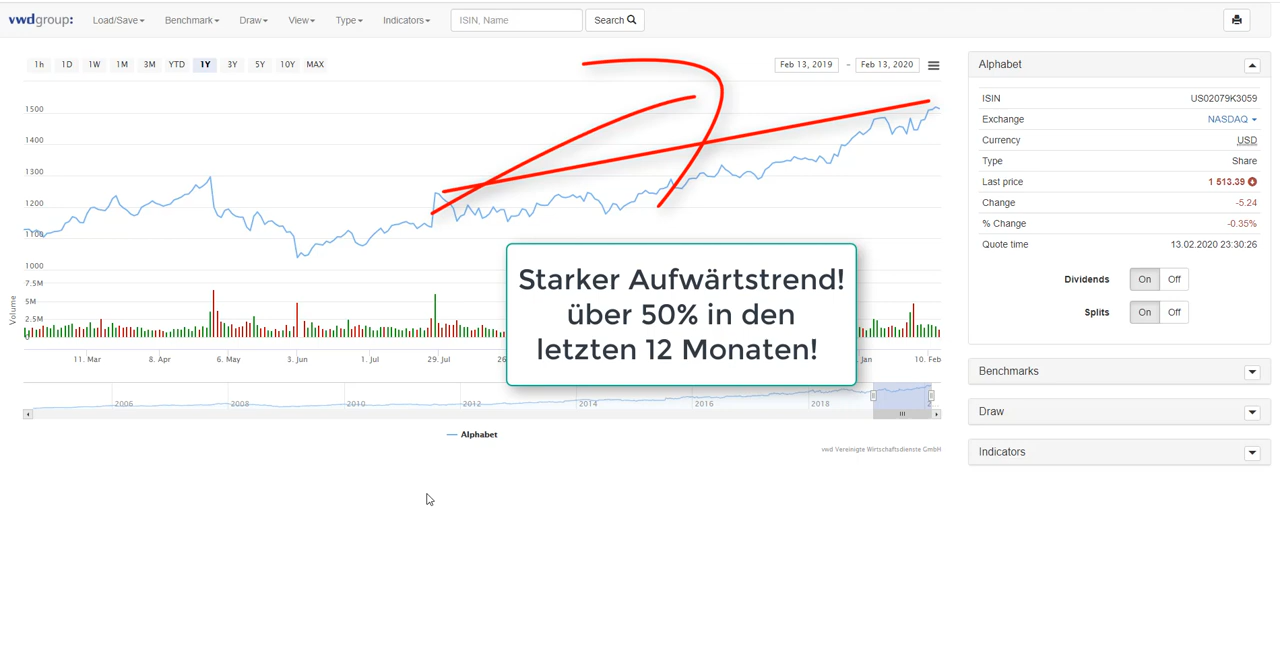 vwdgroup: Load/Save Benchmark Draw View Type Indicators ISIN, Name Search
1h 1D 1W 1M 3M YTD 1Y 3Y 5Y 10Y MAX Feb 13, 2019 - Feb 13, 2020
1500
1400
1300
1200
1100
1000
7.5M
5M
2.5M
0
Volume
11. Mar 8. Apr 6. May 3. Jun 1. Jul 29. Jul 26 Jan 10. Feb
Starker Aufwärtstrend!
über 50% in den
letzten 12 Monaten!
2006 2008 2010 2012 2014 2016 2018 2
Alphabet
vwd Vereinigte Wirtschaftsdienste GmbH
Alphabet
ISIN US02079K3059
Exchange NASDAQ
Currency USD
Type Share
Last price 1 513.39
Change -5.24
% Change -0.35%
Quote time 13.02.2020 23:30:26
Dividends On Off
Splits On Off
Benchmarks
Draw
Indicators